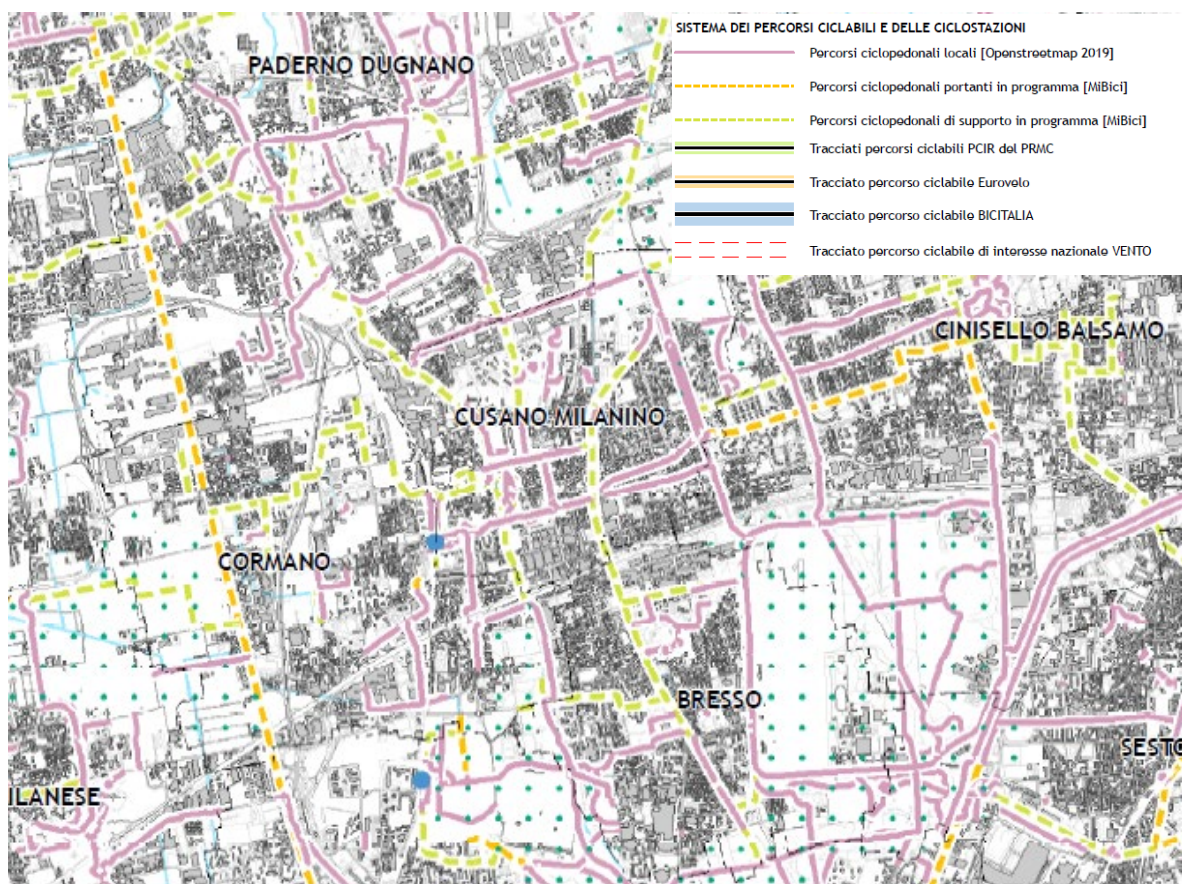 SISTEMA DEI PERCORSI CICLABILI E DELLE CICLOSTAZIONI
Percorsi ciclopedonali locali [Openstreetmap 2019]
Percorsi ciclopedonali portanti in programma [MiBici]
Percorsi ciclopedonali di supporto in programma [MiBici]
Tracciati percorsi ciclabili PCIR del PRMC
Tracciato percorso ciclabile Eurovelo
Tracciato percorso ciclabile BICITALIA
Tracciato percorso ciclabile di interesse nazionale VENTO
PADERNO DUGNANO
CINISELLO BALSAMO
CUSANO MILANINO
CORMANO
BRESSO
SESTO
ILANESE